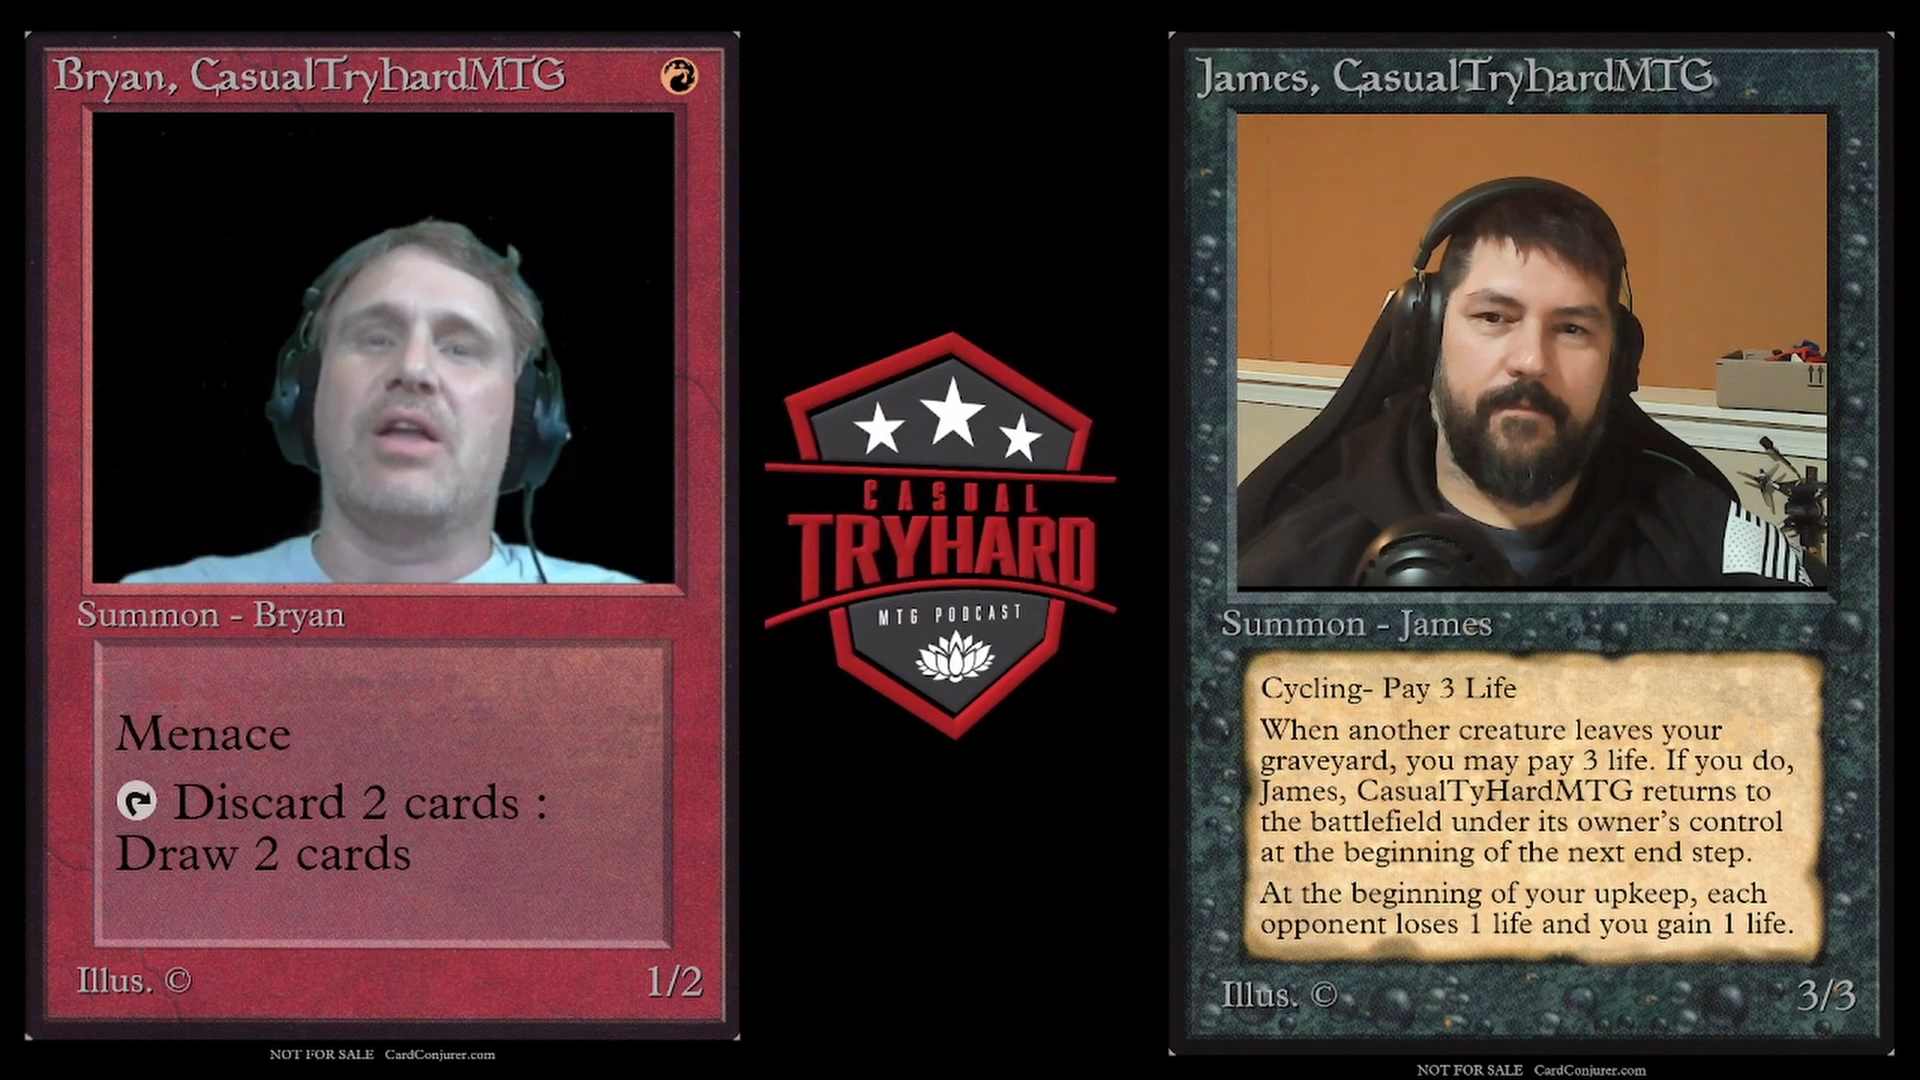 Bryan, CasualTryhardMTG
Summon - Bryan
Menace
Discard 2 cards :
Draw 2 cards
Illus. ©
1/2
NOT FOR SALE CardConjurer.com
CASUAL
TRYHARD
MTG PODCAST
James, CasualTryhardMTG
Summon - James
Cycling- Pay 3 Life
When another creature leaves your
graveyard, you may pay 3 life. If you do,
James, CasualTyHardMTG returns to
the battlefield under its owner's control
at the beginning of the next end step.
At the beginning of your upkeep, each
opponent loses 1 life and you gain 1 life.
Illus. ©
3/3
NOT FOR SALE CardConjurer.com